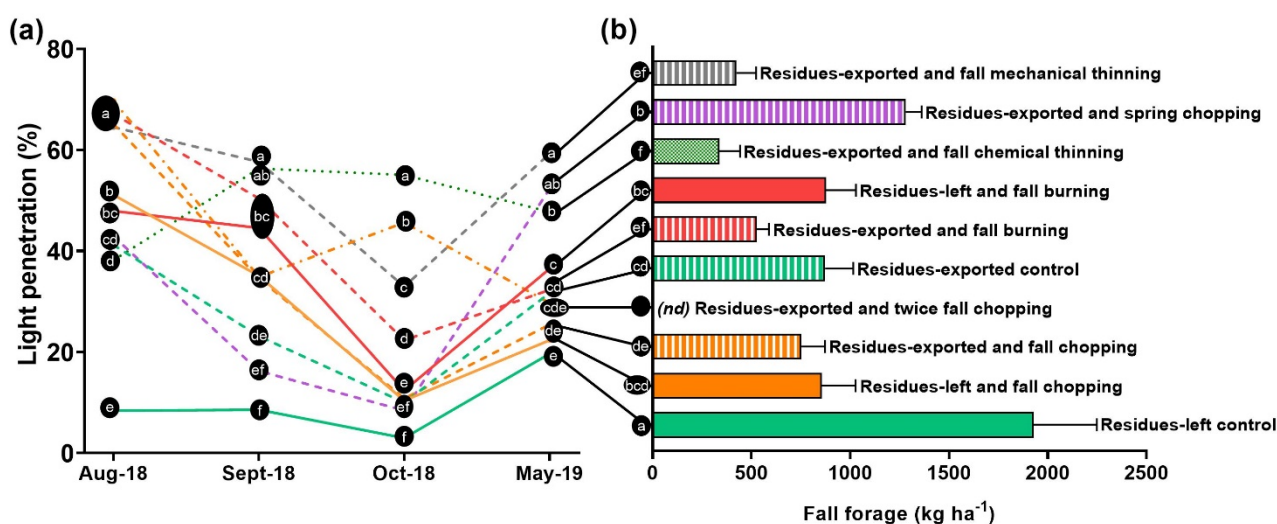 (a)
80
60
40
20
0
Light penetration (%)
Aug-18 Sept-18 Oct-18 May-19
a
b
bc
cd
d
e
a
ab
bc
cd
de
ef
f
a
b
c
d
e
ef
f
a
ab
b
c
cd
cde
de
e
(b)
ef Residues-exported and fall mechanical thinning
b Residues-exported and spring chopping
f Residues-exported and fall chemical thinning
bc Residues-left and fall burning
ef Residues-exported and fall burning
cd Residues-exported control
(nd) Residues-exported and twice fall chopping
de Residues-exported and fall chopping
bcd Residues-left and fall chopping
a Residues-left control
0 500 1000 1500 2000 2500
Fall forage (kg ha⁻¹)